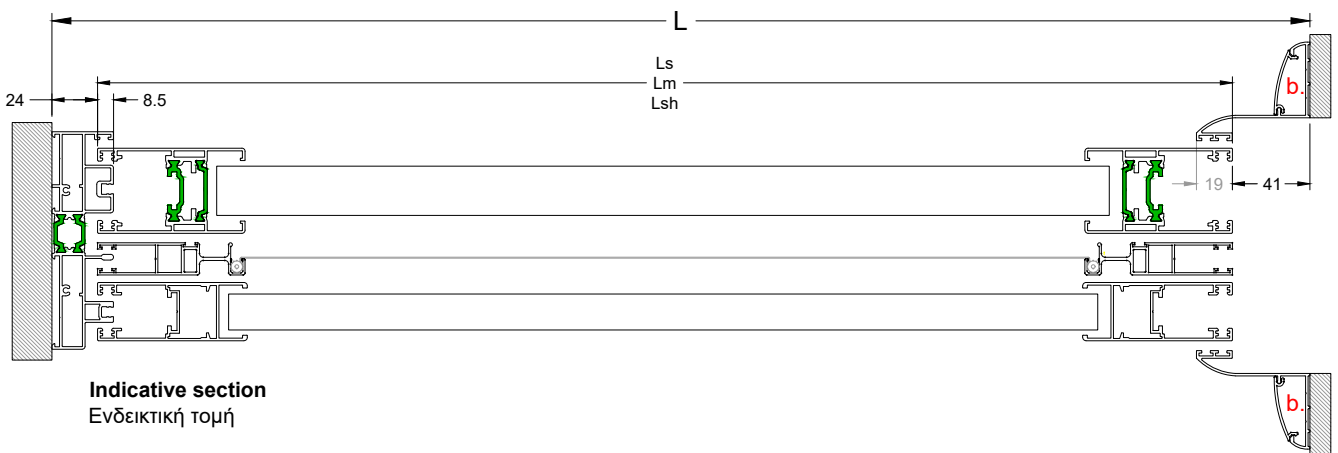 L
Ls
Lm
Lsh
24
8.5
b.
19
41
Indicative section
Ενδεικτική τομή
b.